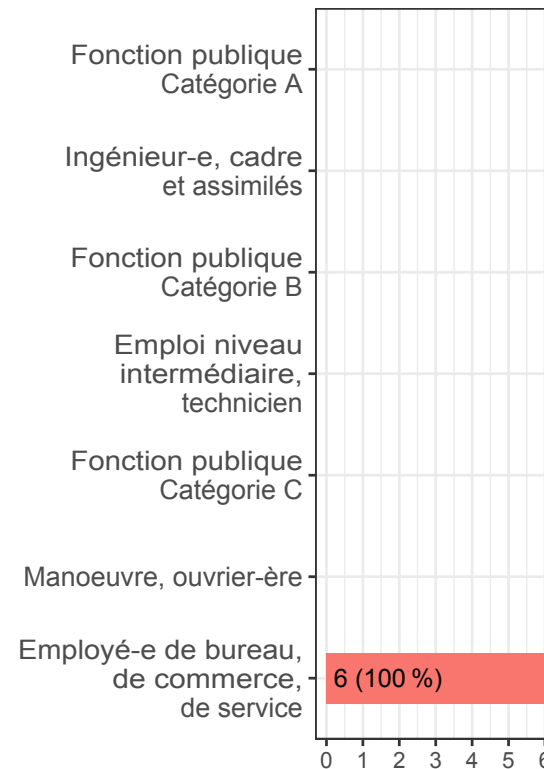 Fonction publique
Catégorie A
Ingénieur-e, cadre
et assimilés
Fonction publique
Catégorie B
Emploi niveau
intermédiaire,
technicien
Fonction publique
Catégorie C
Manoeuvre, ouvrier-ère
Employé-e de bureau,
de commerce,
de service
6 (100 %)
0 1 2 3 4 5 6